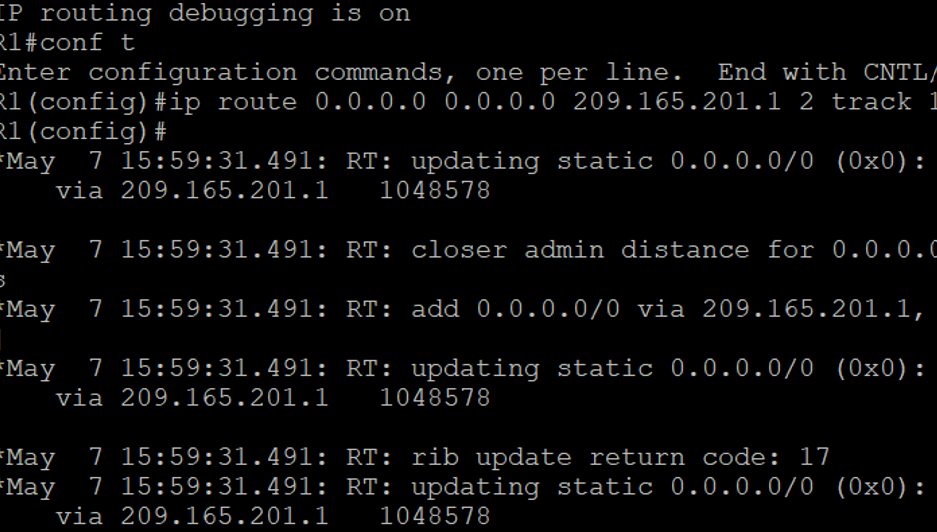 IP routing debugging is on
R1#conf t
Enter configuration commands, one per line.  End with CNTL/
R1(config)#ip route 0.0.0.0 0.0.0.0 209.165.201.1 2 track 1
R1(config)#
*May  7 15:59:31.491: RT: updating static 0.0.0.0/0 (0x0):
    via 209.165.201.1   1048578
*May  7 15:59:31.491: RT: closer admin distance for 0.0.0.0
s
*May  7 15:59:31.491: RT: add 0.0.0.0/0 via 209.165.201.1,
*May  7 15:59:31.491: RT: updating static 0.0.0.0/0 (0x0):
    via 209.165.201.1   1048578
*May  7 15:59:31.491: RT: rib update return code: 17
*May  7 15:59:31.491: RT: updating static 0.0.0.0/0 (0x0):
    via 209.165.201.1   1048578